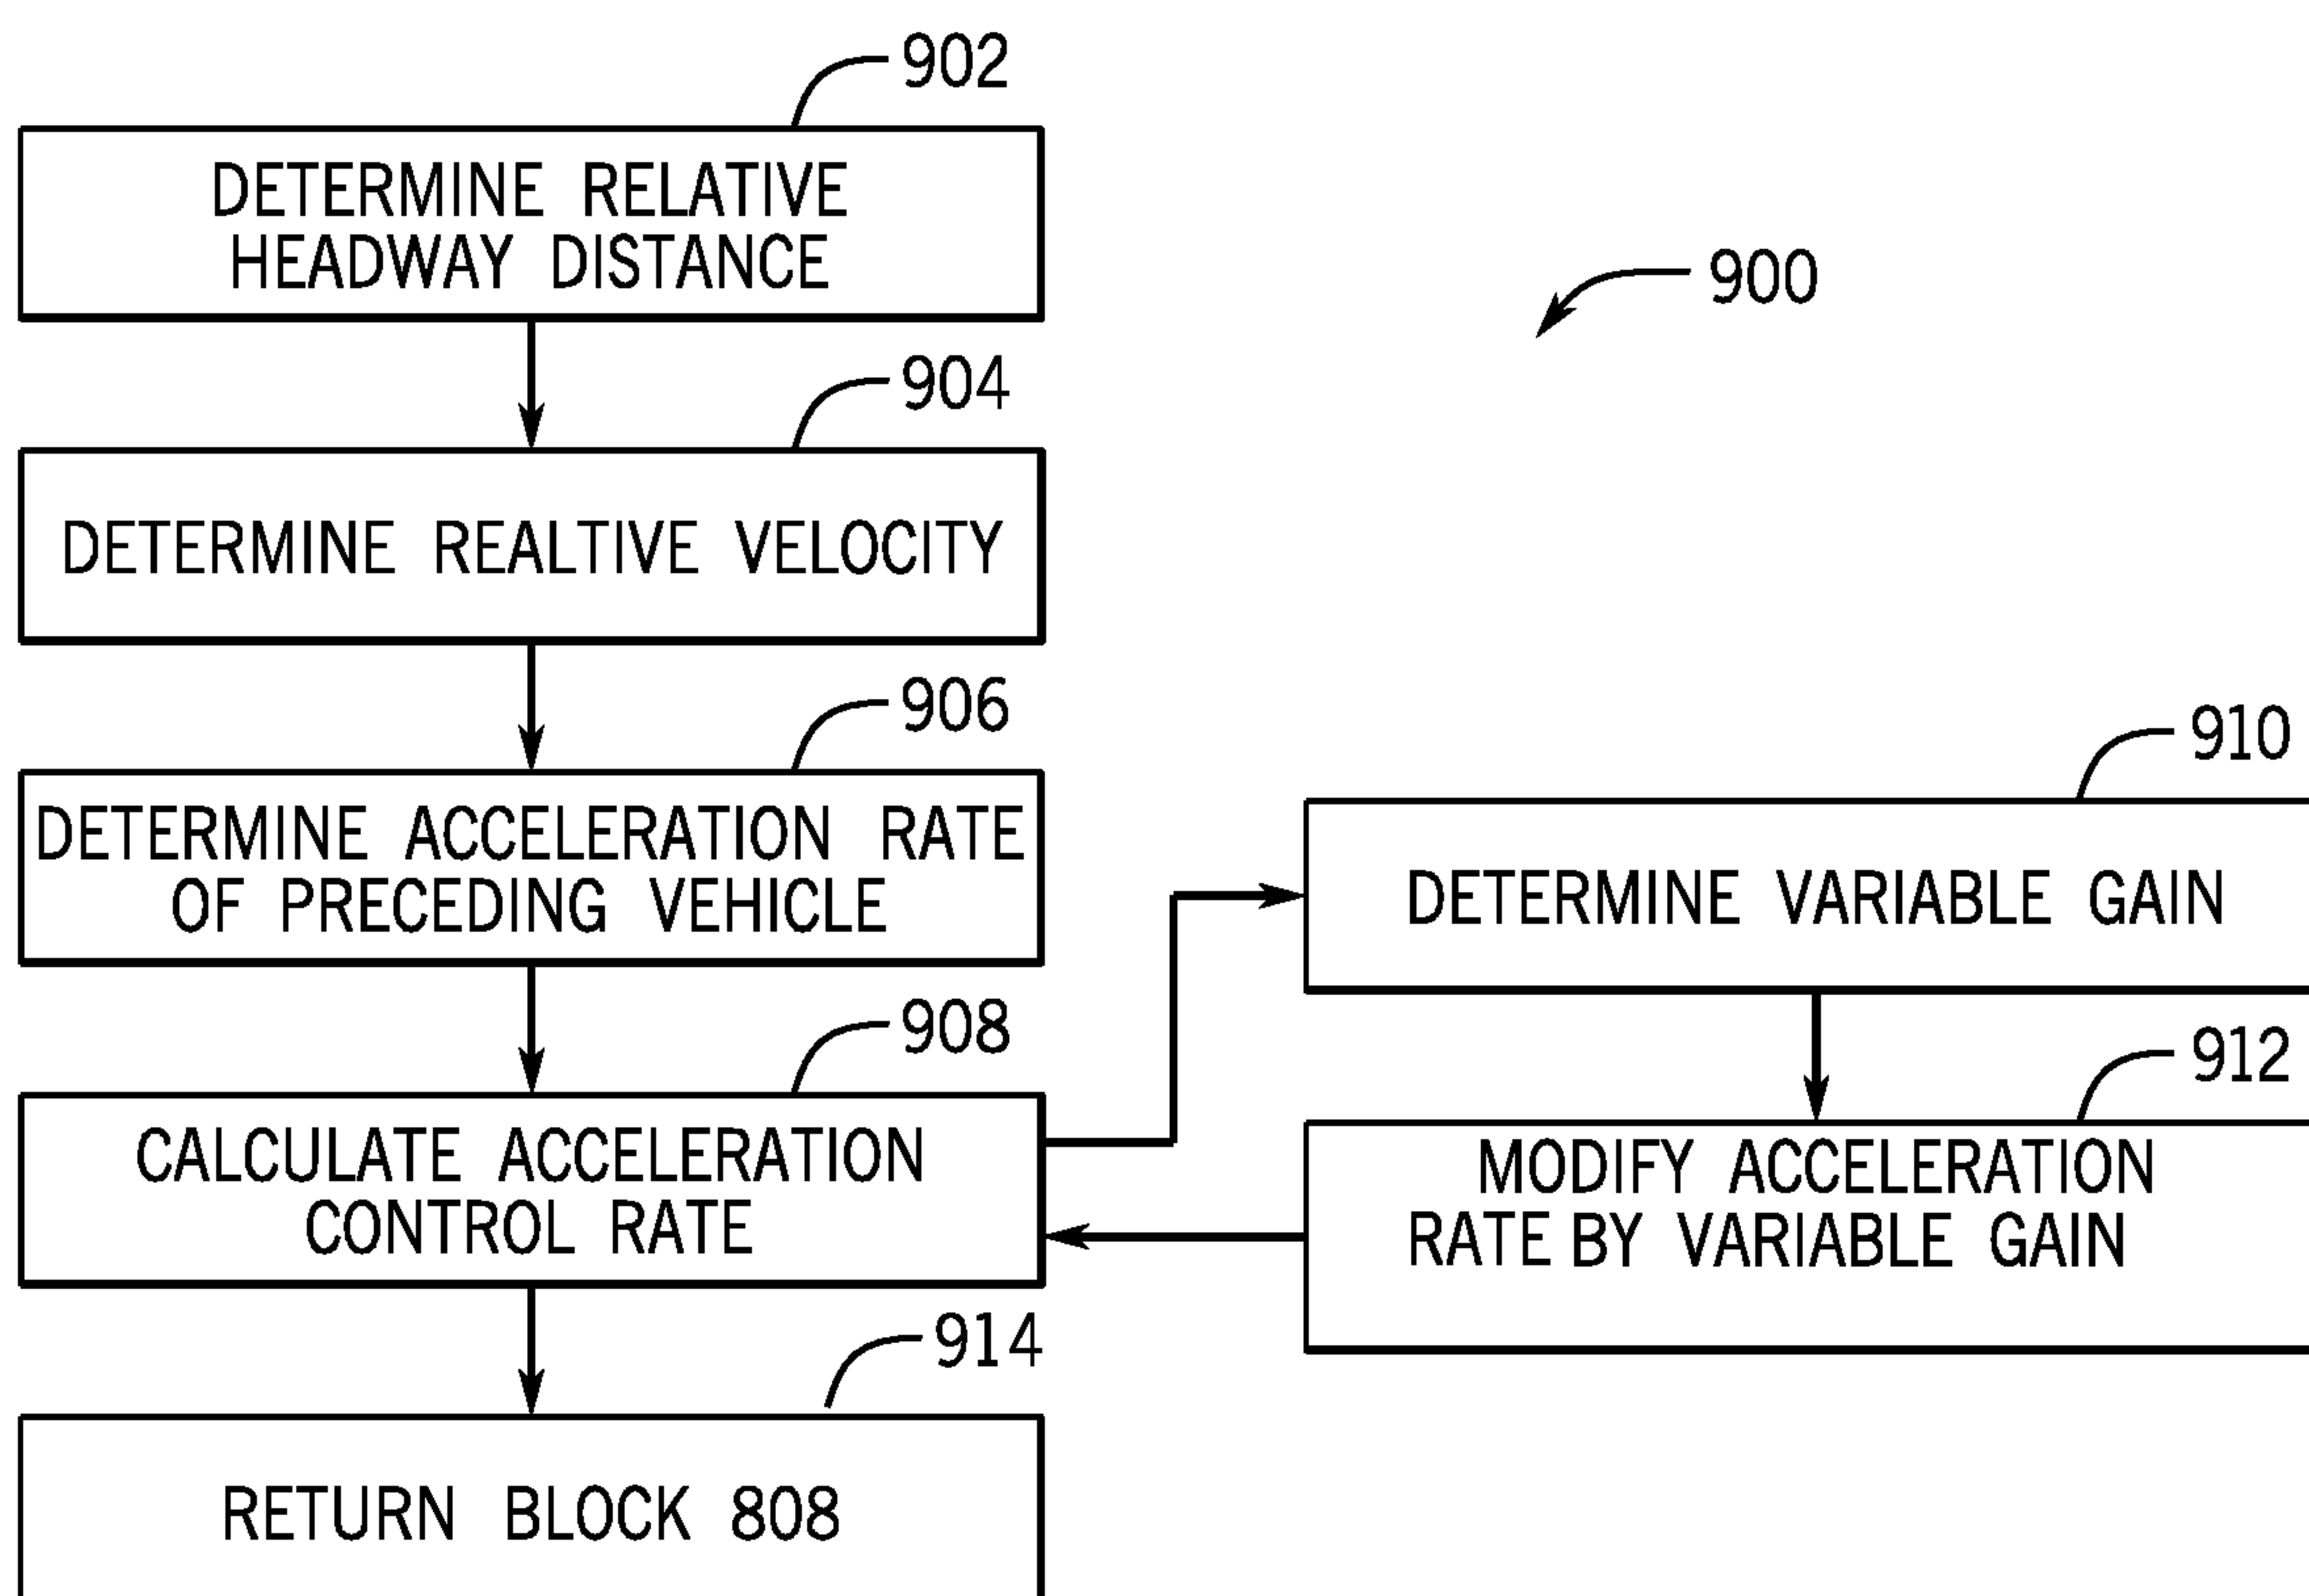 902
DETERMINE RELATIVE
HEADWAY DISTANCE
900
904
DETERMINE REALTIVE VELOCITY
906
DETERMINE ACCELERATION RATE
OF PRECEDING VEHICLE
908
CALCULATE ACCELERATION
CONTROL RATE
910
DETERMINE VARIABLE GAIN
912
MODIFY ACCELERATION
RATE BY VARIABLE GAIN
914
RETURN BLOCK 808